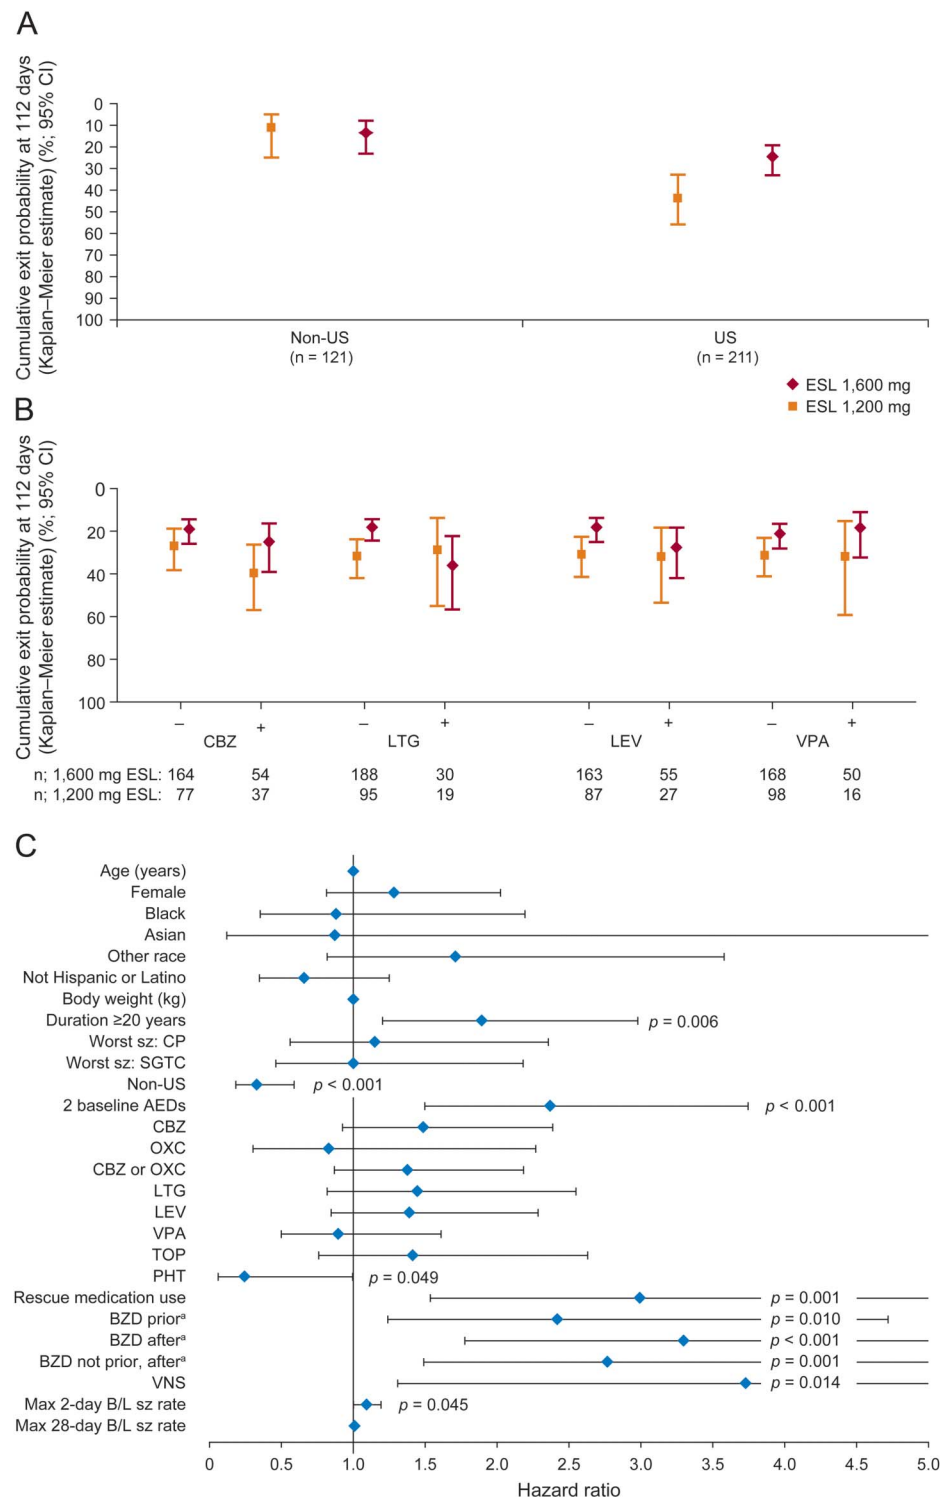 A
Cumulative exit probability at 112 days
(Kaplan–Meier estimate) (%; 95% CI)
0
10
20
30
40
50
60
70
80
90
100
Non-US
(n = 121)
US
(n = 211)
ESL 1,600 mg
ESL 1,200 mg
B
Cumulative exit probability at 112 days
(Kaplan–Meier estimate) (%; 95% CI)
0
20
40
60
80
100
– + – + – + – +
CBZ LTG LEV VPA
n; 1,600 mg ESL: 164 54 188 30 163 55 168 50
n; 1,200 mg ESL: 77 37 95 19 87 27 98 16
C
Age (years)
Female
Black
Asian
Other race
Not Hispanic or Latino
Body weight (kg)
Duration ≥20 years p = 0.006
Worst sz: CP
Worst sz: SGTC
Non-US p < 0.001
2 baseline AEDs p < 0.001
CBZ
OXC
CBZ or OXC
LTG
LEV
VPA
TOP
PHT p = 0.049
Rescue medication use p = 0.001
BZD priorᵃ p = 0.010
BZD afterᵃ p < 0.001
BZD not prior, afterᵃ p = 0.001
VNS p = 0.014
Max 2-day B/L sz rate p = 0.045
Max 28-day B/L sz rate
0 0.5 1.0 1.5 2.0 2.5 3.0 3.5 4.0 4.5 5.0
Hazard ratio